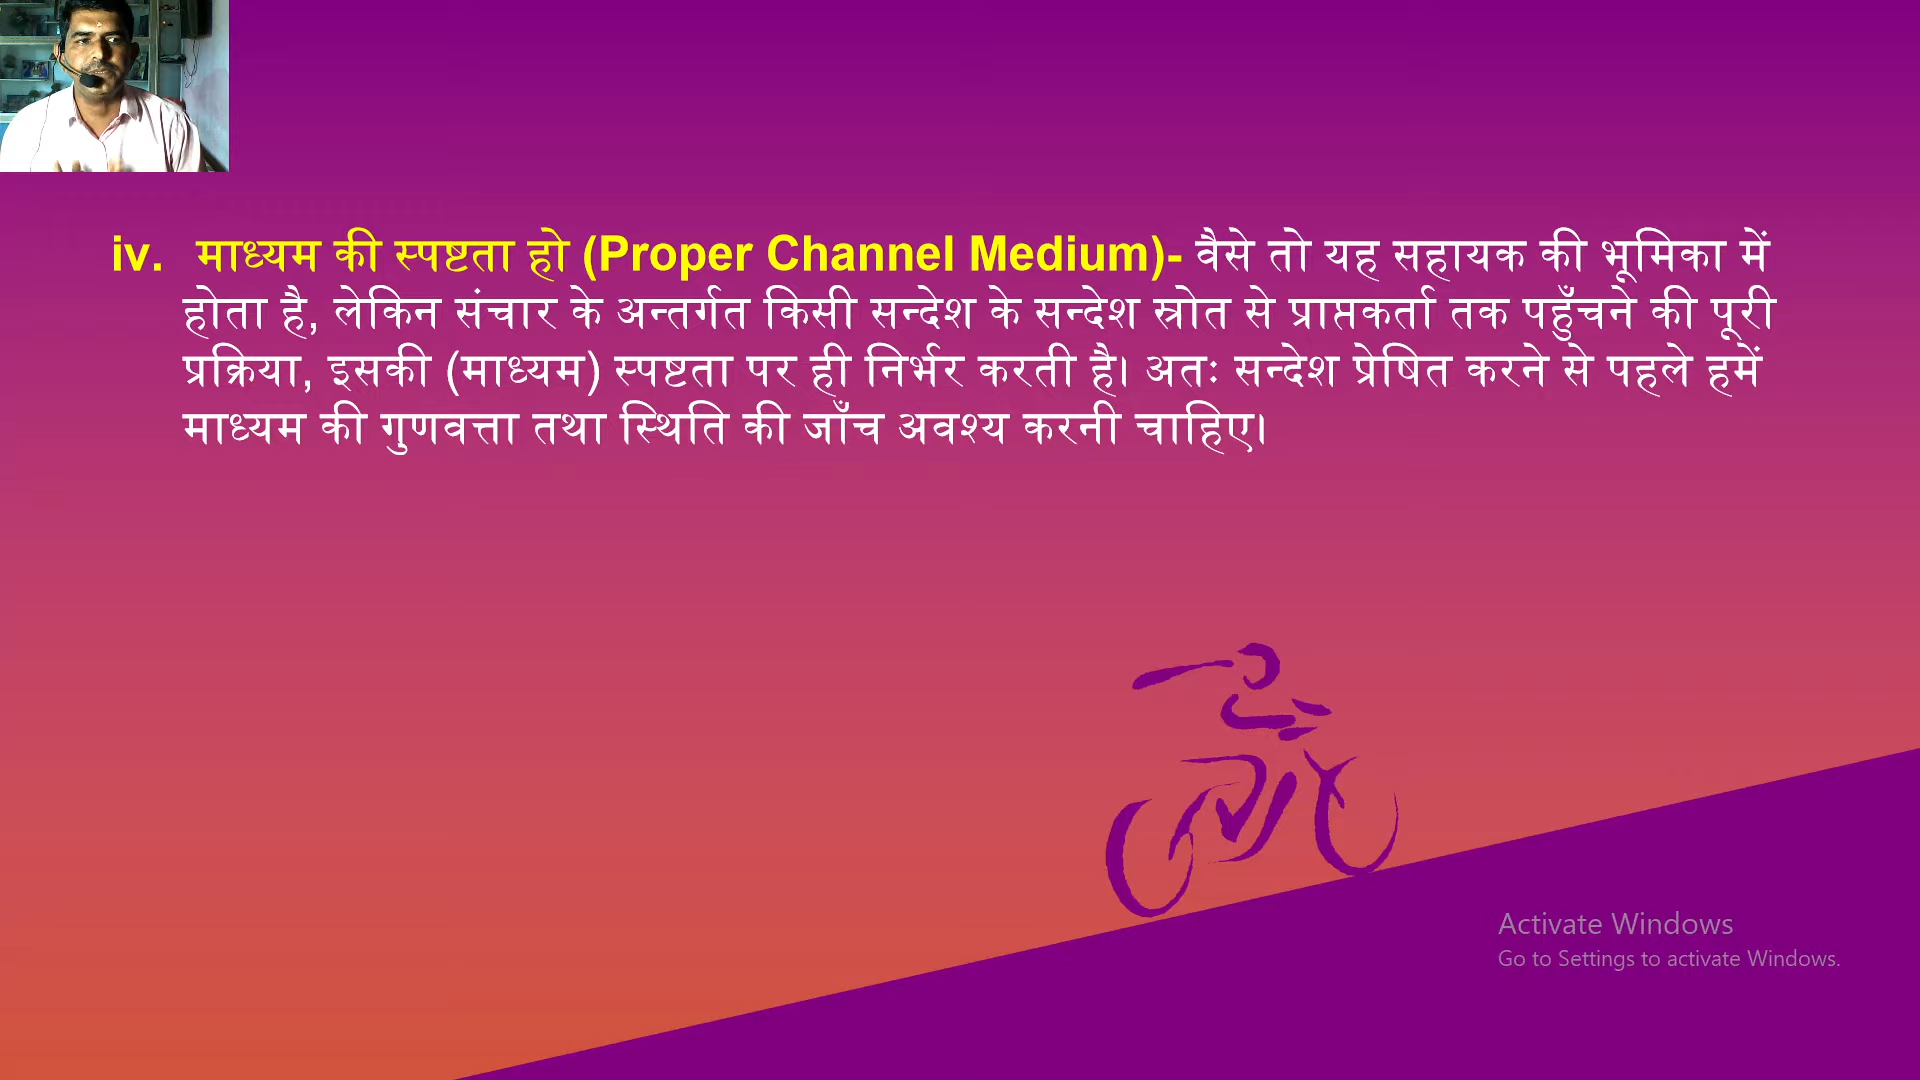 iv. माध्यम की स्पष्टता हो (Proper Channel Medium)- वैसे तो यह सहायक की भूमिका में
होता है, लेकिन संचार के अन्तर्गत किसी सन्देश के सन्देश स्रोत से प्राप्तकर्ता तक पहुँचने की पूरी
प्रक्रिया, इसकी (माध्यम) स्पष्टता पर ही निर्भर करती है। अतः सन्देश प्रेषित करने से पहले हमें
माध्यम की गुणवत्ता तथा स्थिति की जाँच अवश्य करनी चाहिए।
Activate Windows
Go to Settings to activate Windows.